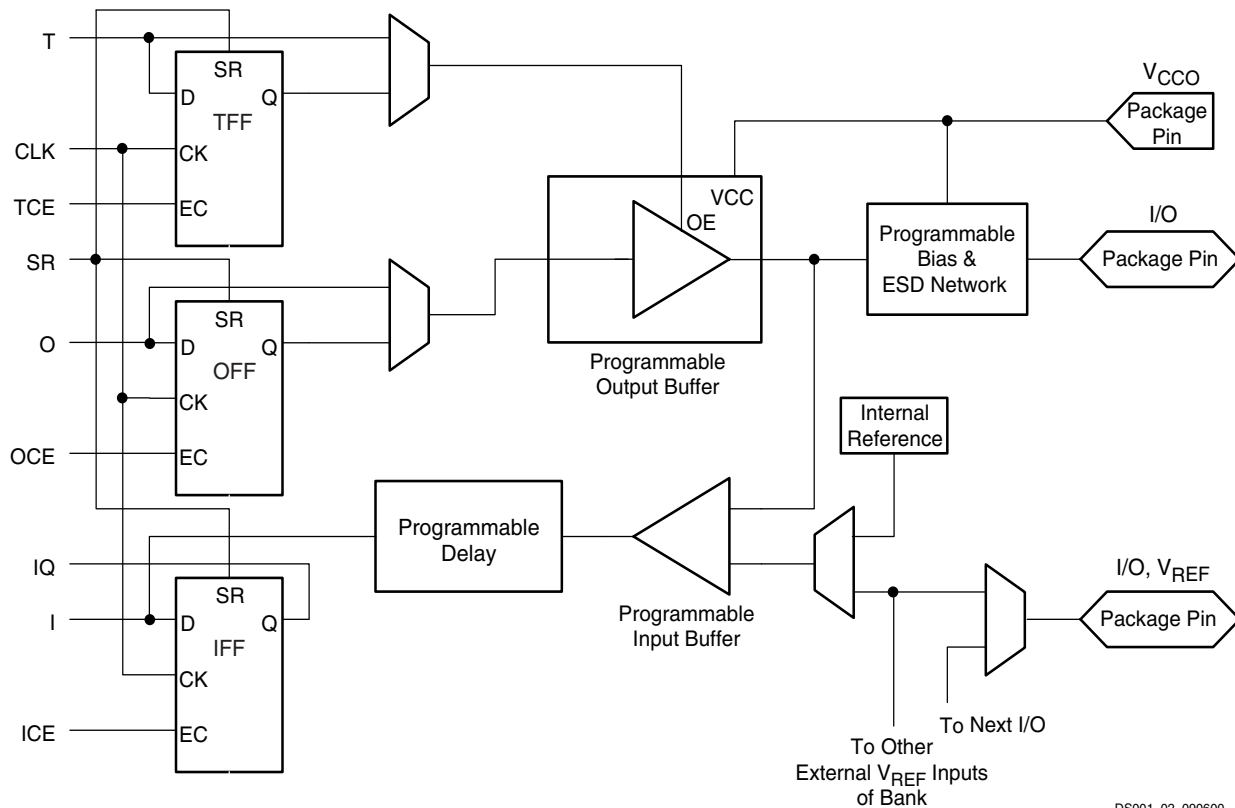 T
SR
D
Q
TFF
CLK
CK
TCE
EC
VCCO
Package
Pin
VCC
OE
SR
I/O
Programmable
Bias &
ESD Network
Package Pin
SR
O
D
Q
OFF
CK
OCE
EC
Programmable
Output Buffer
Internal
Reference
Programmable
Delay
Programmable
Input Buffer
IQ
SR
I
D
Q
IFF
CK
ICE
EC
I/O, VREF
Package Pin
To Next I/O
To Other
External VREF Inputs
of Bank
DS001_02_090600